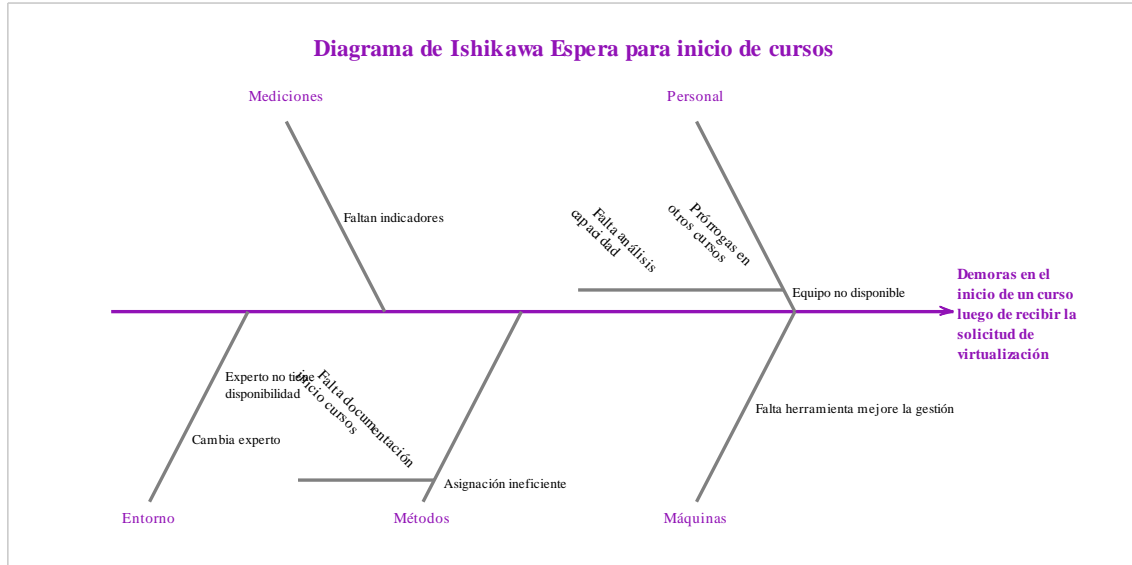 Diagrama de Ishikawa Espera para inicio de cursos
Mediciones
Personal
Faltan indicadores
Falta análisis
capacidad
Prórrogas en
otros cursos
Equipo no disponible
Demoras en el
inicio de un curso
luego de recibir la
solicitud de
virtualización
Experto no tiene
disponibilidad
Cambia experto
Falta documentación
inicio cursos
Asignación ineficiente
Falta herramienta mejore la gestión
Entorno
Métodos
Máquinas